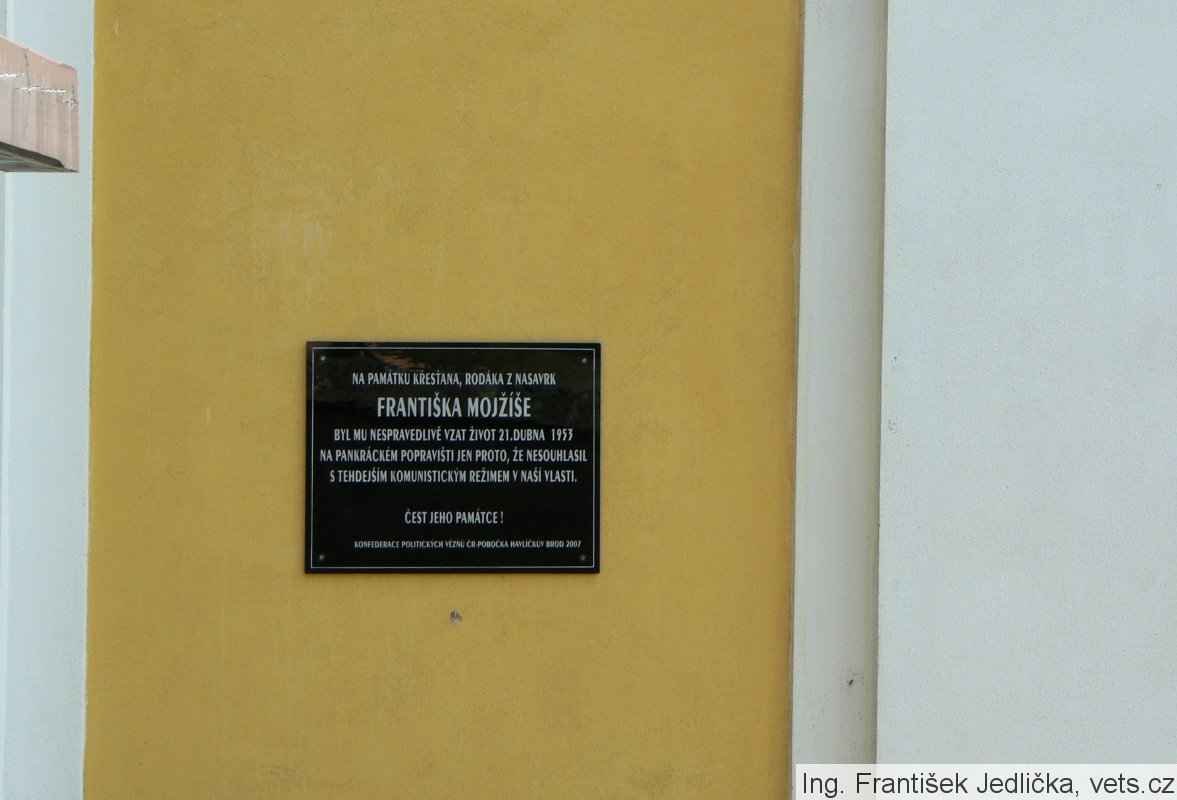 NA PAMÁTKU KŘESŤANA, RODÁKA Z NASAVRK
FRANTIŠKA MOJŽÍŠE
BYL MU NESPRAVEDLIVĚ VZAT ŽIVOT 21.DUBNA 1953
NA PANKRÁCKÉM POPRAVIŠTI JEN PROTO, ŽE NESOUHLASIL
S TEHDEJŠÍM KOMUNISTICKÝM REŽIMEM V NAŠÍ VLASTI.
ČEST JEHO PAMÁTCE !
KONFEDERACE POLITICKÝCH VĚZŇŮ ČR-POBOČKA HAVLÍČKŮV BROD 2007
Ing. František Jedlička, vets.cz